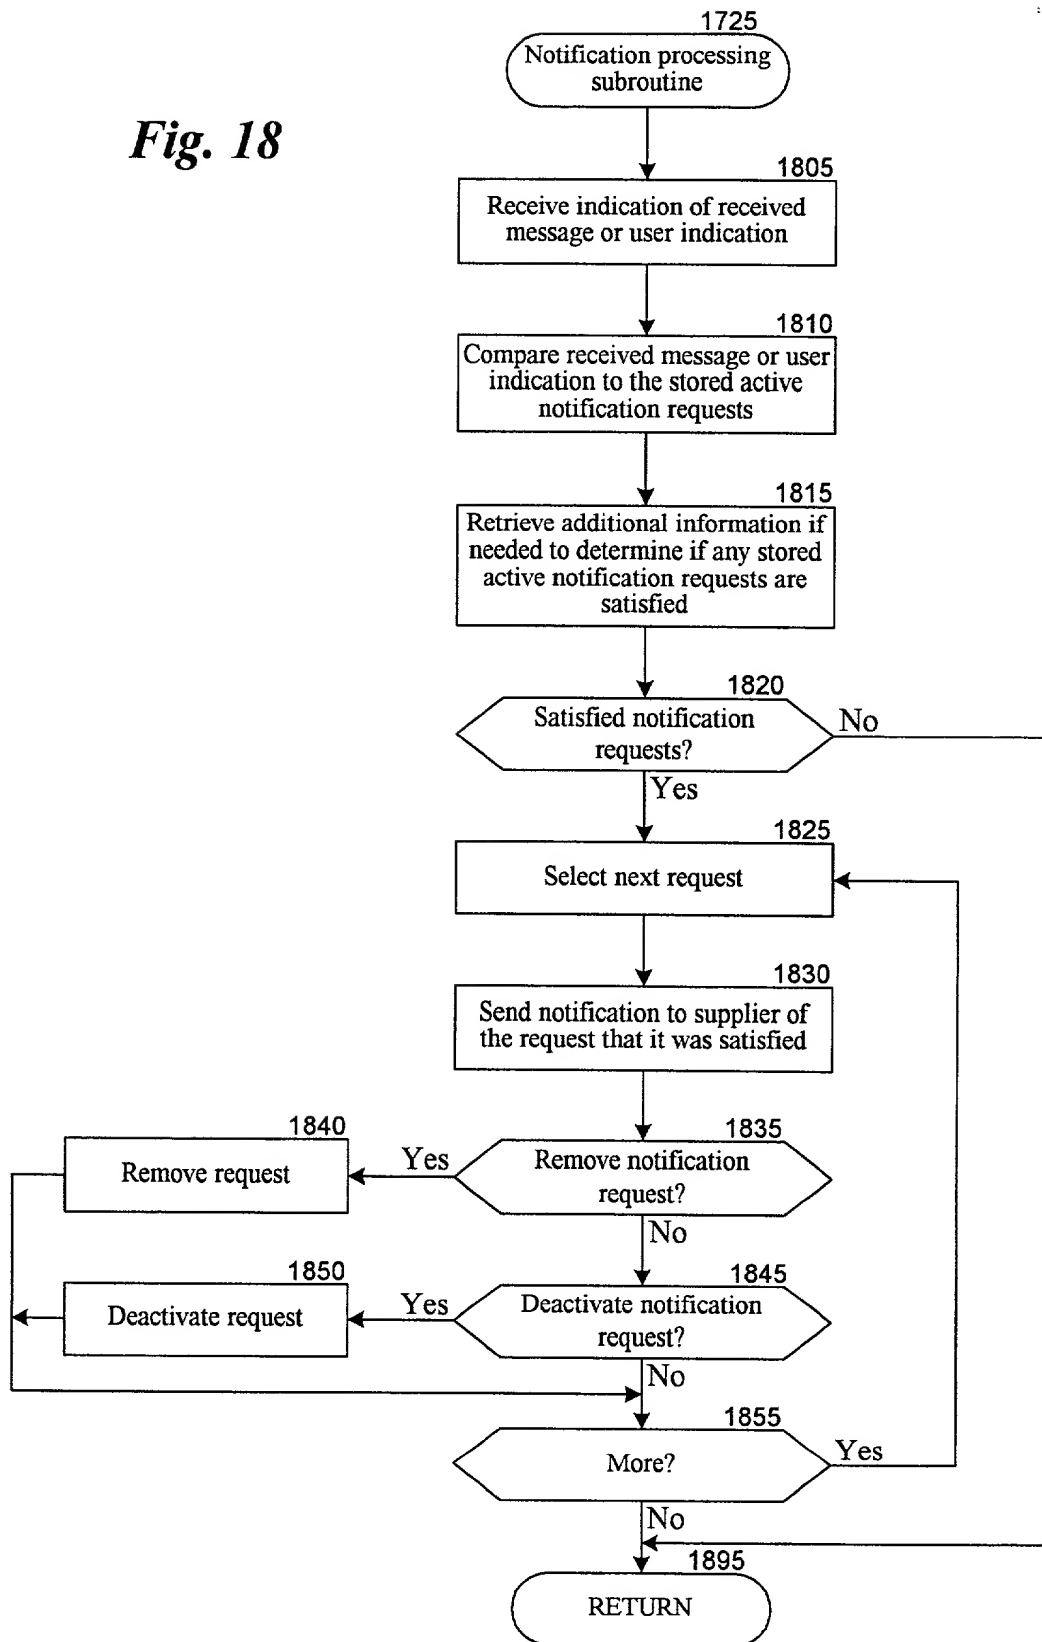 1725
Notification processing
subroutine
Fig. 18
1805
Receive indication of received
message or user indication
1810
Compare received message or user
indication to the stored active
notification requests
1815
Retrieve additional information if
needed to determine if any stored
active notification requests are
satisfied
1820
Satisfied notification
requests?
No
Yes
1825
Select next request
1830
Send notification to supplier of
the request that it was satisfied
1840
Remove request
Yes
1835
Remove notification
request?
No
1850
Deactivate request
Yes
1845
Deactivate notification
request?
No
1855
More?
Yes
No
1895
RETURN